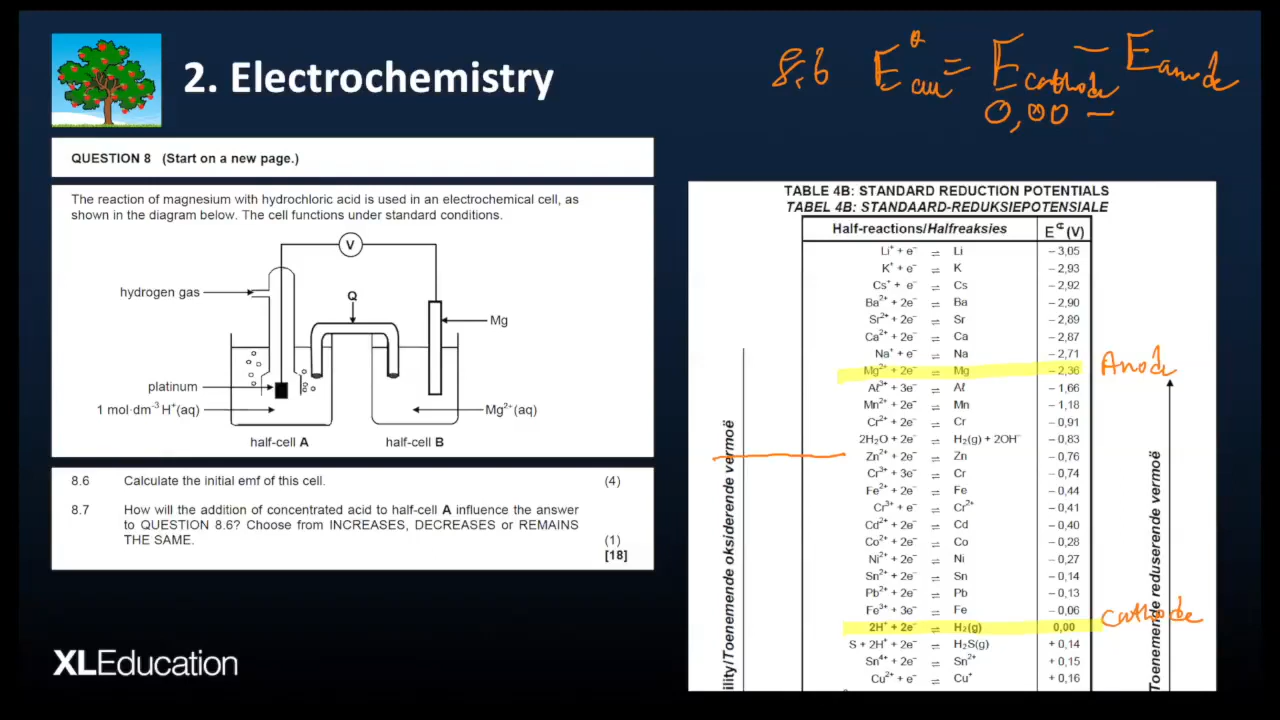 2. Electrochemistry
8.6 E°cell = Ecathode − Eanode
0,00 −
QUESTION 8 (Start on a new page.)
The reaction of magnesium with hydrochloric acid is used in an electrochemical cell, as
shown in the diagram below. The cell functions under standard conditions.
V
hydrogen gas
Q
Mg
platinum
1 mol·dm⁻³ H⁺(aq)
Mg²⁺(aq)
half-cell A
half-cell B
8.6 Calculate the initial emf of this cell. (4)
8.7 How will the addition of concentrated acid to half-cell A influence the answer
to QUESTION 8.6? Choose from INCREASES, DECREASES or REMAINS
THE SAME. (1)
[18]
XLEducation
TABLE 4B: STANDARD REDUCTION POTENTIALS
TABEL 4B: STANDAARD-REDUKSIEPOTENSIALE
Half-reactions/Halfreaksies E°(V)
Li⁺ + e⁻ ⇌ Li − 3,05
K⁺ + e⁻ ⇌ K − 2,93
Cs⁺ + e⁻ ⇌ Cs − 2,92
Ba²⁺ + 2e⁻ ⇌ Ba − 2,90
Sr²⁺ + 2e⁻ ⇌ Sr − 2,89
Ca²⁺ + 2e⁻ ⇌ Ca − 2,87
Na⁺ + e⁻ ⇌ Na − 2,71
Mg²⁺ + 2e⁻ ⇌ Mg − 2,36 Anode
Aℓ³⁺ + 3e⁻ ⇌ Aℓ − 1,66
Mn²⁺ + 2e⁻ ⇌ Mn − 1,18
Cr²⁺ + 2e⁻ ⇌ Cr − 0,91
2H₂O + 2e⁻ ⇌ H₂(g) + 2OH⁻ − 0,83
Zn²⁺ + 2e⁻ ⇌ Zn − 0,76
Cr³⁺ + 3e⁻ ⇌ Cr − 0,74
Fe²⁺ + 2e⁻ ⇌ Fe − 0,44
Cr³⁺ + e⁻ ⇌ Cr²⁺ − 0,41
Cd²⁺ + 2e⁻ ⇌ Cd − 0,40
Co²⁺ + 2e⁻ ⇌ Co − 0,28
Ni²⁺ + 2e⁻ ⇌ Ni − 0,27
Sn²⁺ + 2e⁻ ⇌ Sn − 0,14
Pb²⁺ + 2e⁻ ⇌ Pb − 0,13
Fe³⁺ + 3e⁻ ⇌ Fe − 0,06
2H⁺ + 2e⁻ ⇌ H₂(g) 0,00 cathode
S + 2H⁺ + 2e⁻ ⇌ H₂S(g) + 0,14
Sn⁴⁺ + 2e⁻ ⇌ Sn²⁺ + 0,15
Cu²⁺ + e⁻ ⇌ Cu⁺ + 0,16
ility/Toenemende oksiderende vermoë
Toenemende reduserende vermoë